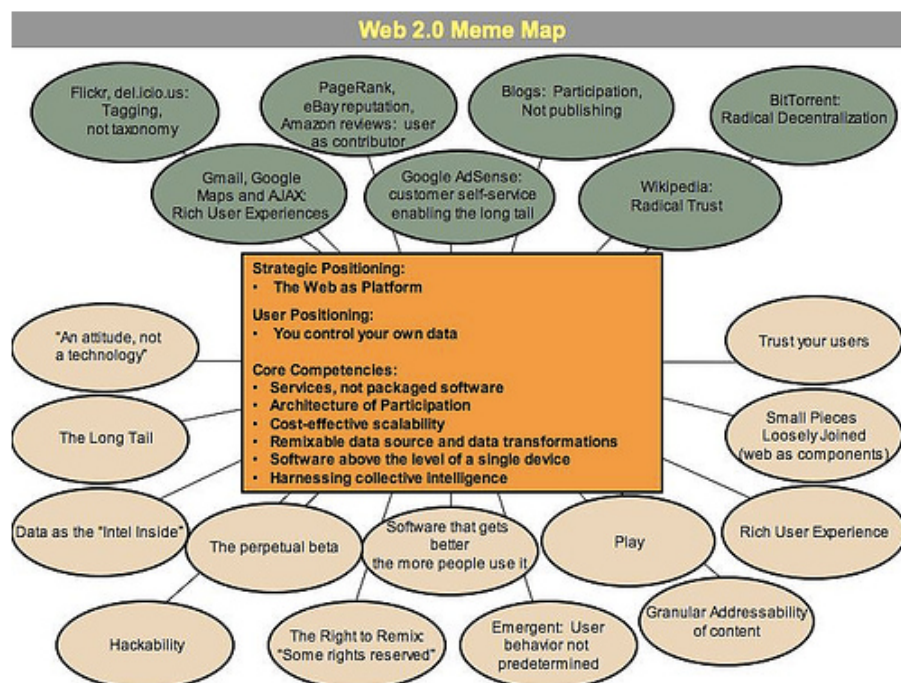 Web 2.0 Meme Map
Flickr, del.icio.us:
Tagging,
not taxonomy
PageRank,
eBay reputation,
Amazon reviews: user
as contributor
Blogs: Participation,
Not publishing
BitTorrent:
Radical Decentralization
Gmail, Google
Maps and AJAX:
Rich User Experiences
Google AdSense:
customer self-service
enabling the long tail
Wikipedia:
Radical Trust
Strategic Positioning:
• The Web as Platform
User Positioning:
• You control your own data
Core Competencies:
• Services, not packaged software
• Architecture of Participation
• Cost-effective scalability
• Remixable data source and data transformations
• Software above the level of a single device
• Harnessing collective intelligence
"An attitude, not
a technology"
Trust your users
The Long Tail
Small Pieces
Loosely Joined
(web as components)
Data as the "Intel Inside"
The perpetual beta
Software that gets
better
the more people use it
Play
Rich User Experience
Hackability
The Right to Remix:
"Some rights reserved"
Emergent: User
behavior not
predetermined
Granular Addressability
of content